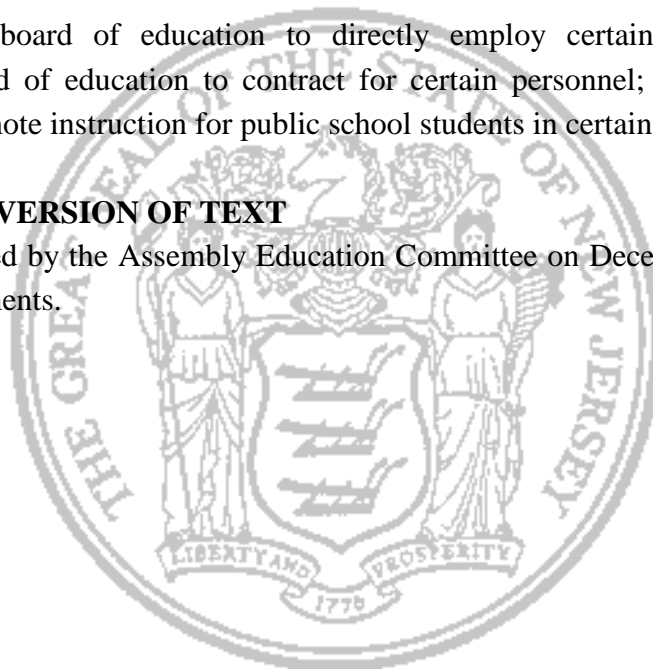 board of education to directly employ certain
d of education to contract for certain personnel;
note instruction for public school students in certain
VERSION OF TEXT
ed by the Assembly Education Committee on Dece
nents.
THE GREAT SEAL OF THE STATE OF NEW JERSEY
LIBERTY AND PROSPERITY
1776